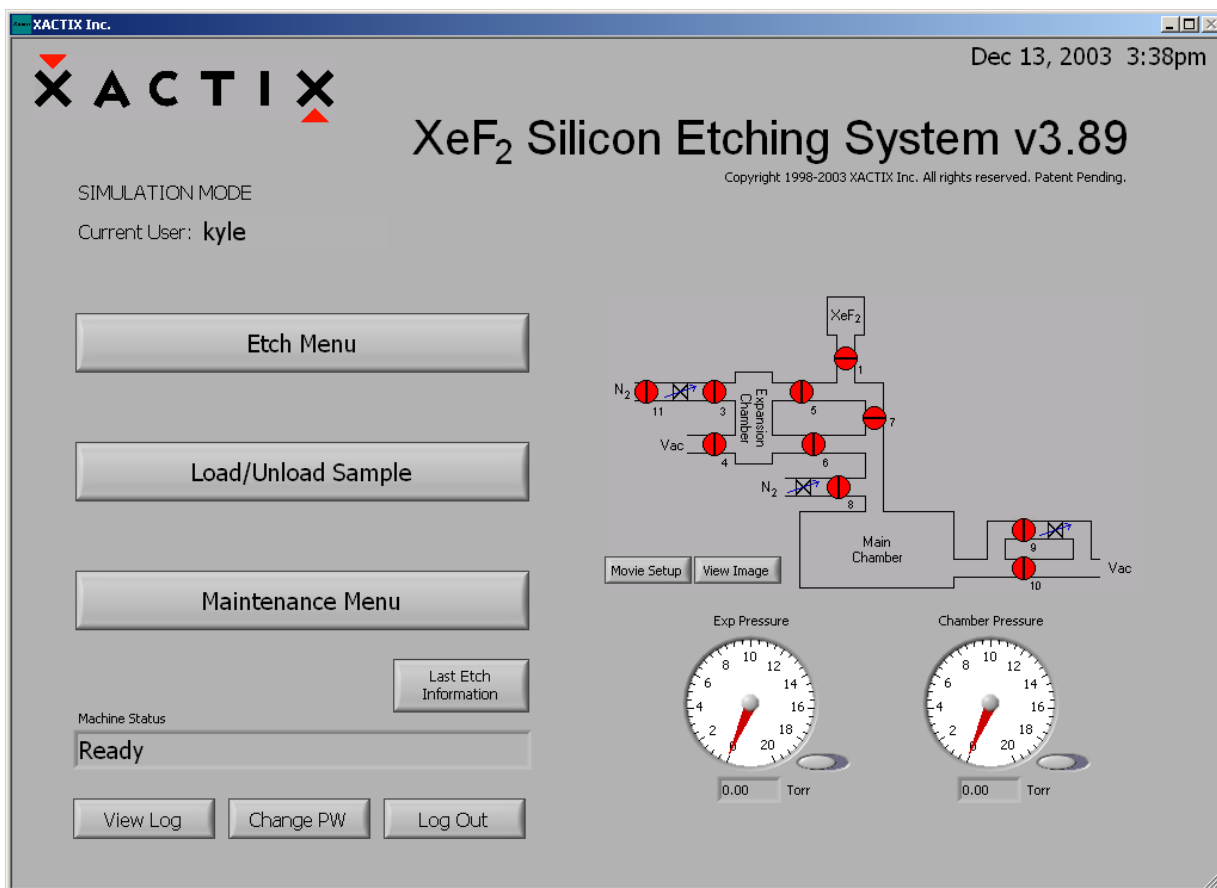 XACTIX Inc.
Dec 13, 2003 3:38pm
XACTIX
XeF2 Silicon Etching System v3.89
Copyright 1998-2003 XACTIX Inc. All rights reserved. Patent Pending.
SIMULATION MODE
Current User: kyle
Etch Menu
Load/Unload Sample
Maintenance Menu
Last Etch
Information
Machine Status
Ready
View Log
Change PW
Log Out
XeF2
1
N2
11
3
Expansion
Chamber
5
7
Vac
4
6
N2
8
Main
Chamber
9
Vac
10
Movie Setup
View Image
Exp Pressure
0 2 4 6 8 10 12 14 16 18 20
0.00 Torr
Chamber Pressure
0 2 4 6 8 10 12 14 16 18 20
0.00 Torr